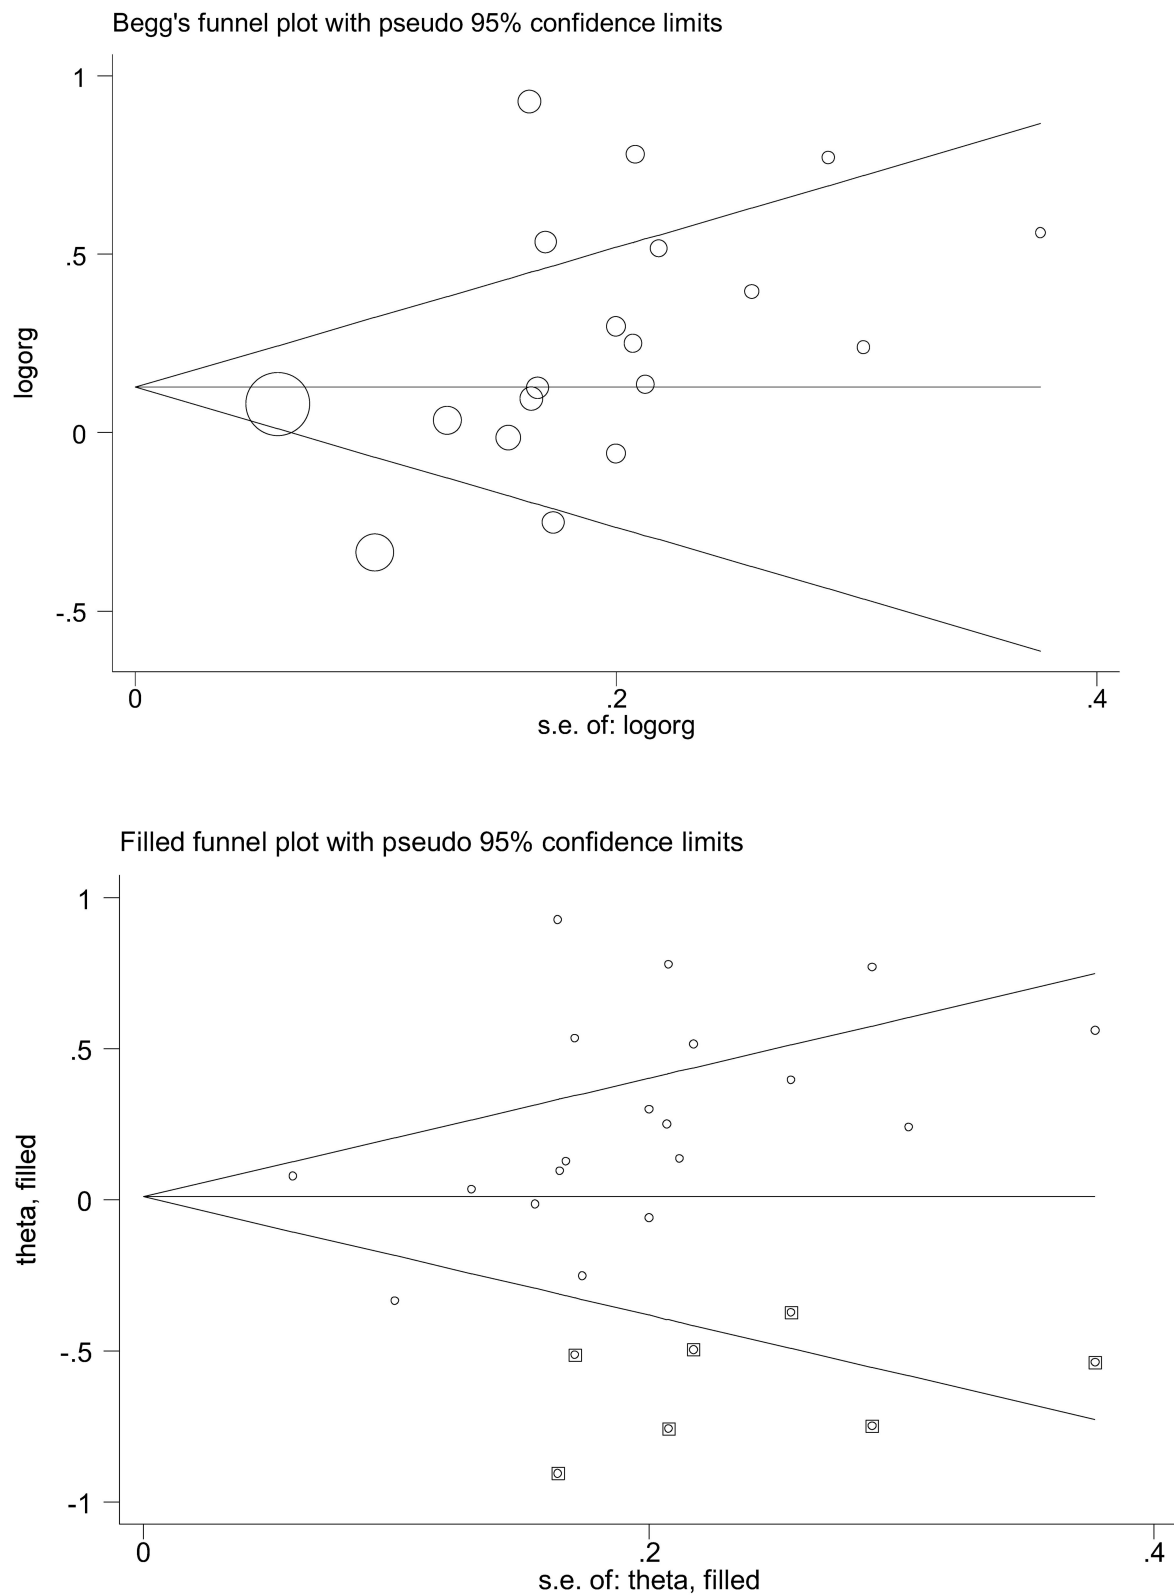 Begg's funnel plot with pseudo 95% confidence limits
1
.5
0
-.5
logorg
0 .2 .4
s.e. of: logorg
Filled funnel plot with pseudo 95% confidence limits
1
.5
0
-.5
-1
theta, filled
0 .2 .4
s.e. of: theta, filled